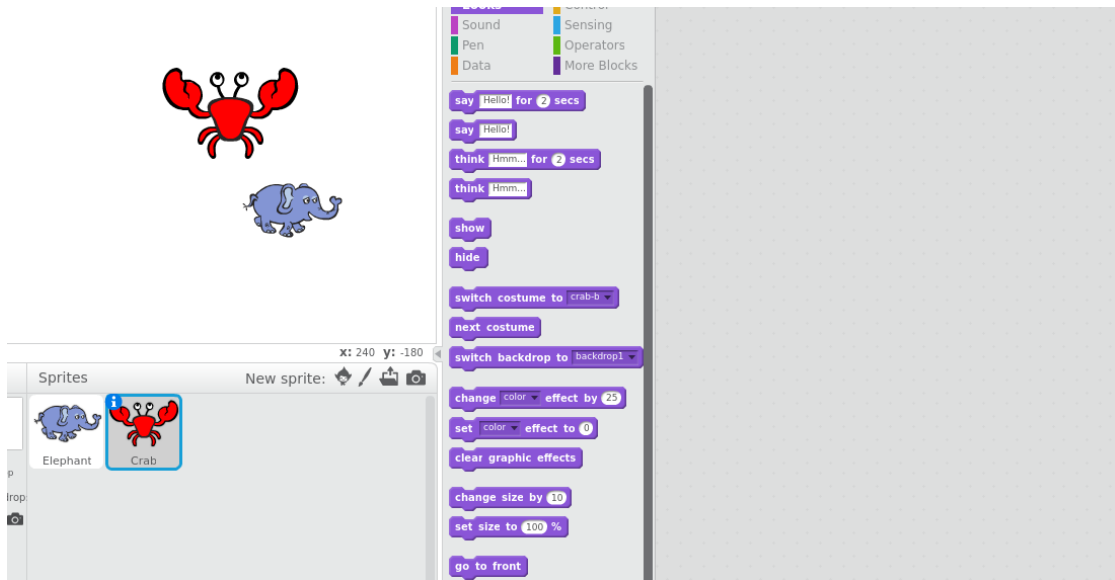 Looks Control
Sound Sensing
Pen Operators
Data More Blocks
say Hello! for 2 secs
say Hello!
think Hmm... for 2 secs
think Hmm...
show
hide
switch costume to crab-b
next costume
switch backdrop to backdrop1
change color effect by 25
set color effect to 0
clear graphic effects
change size by 10
set size to 100 %
go to front
x: 240 y: -180
Sprites New sprite:
Elephant Crab